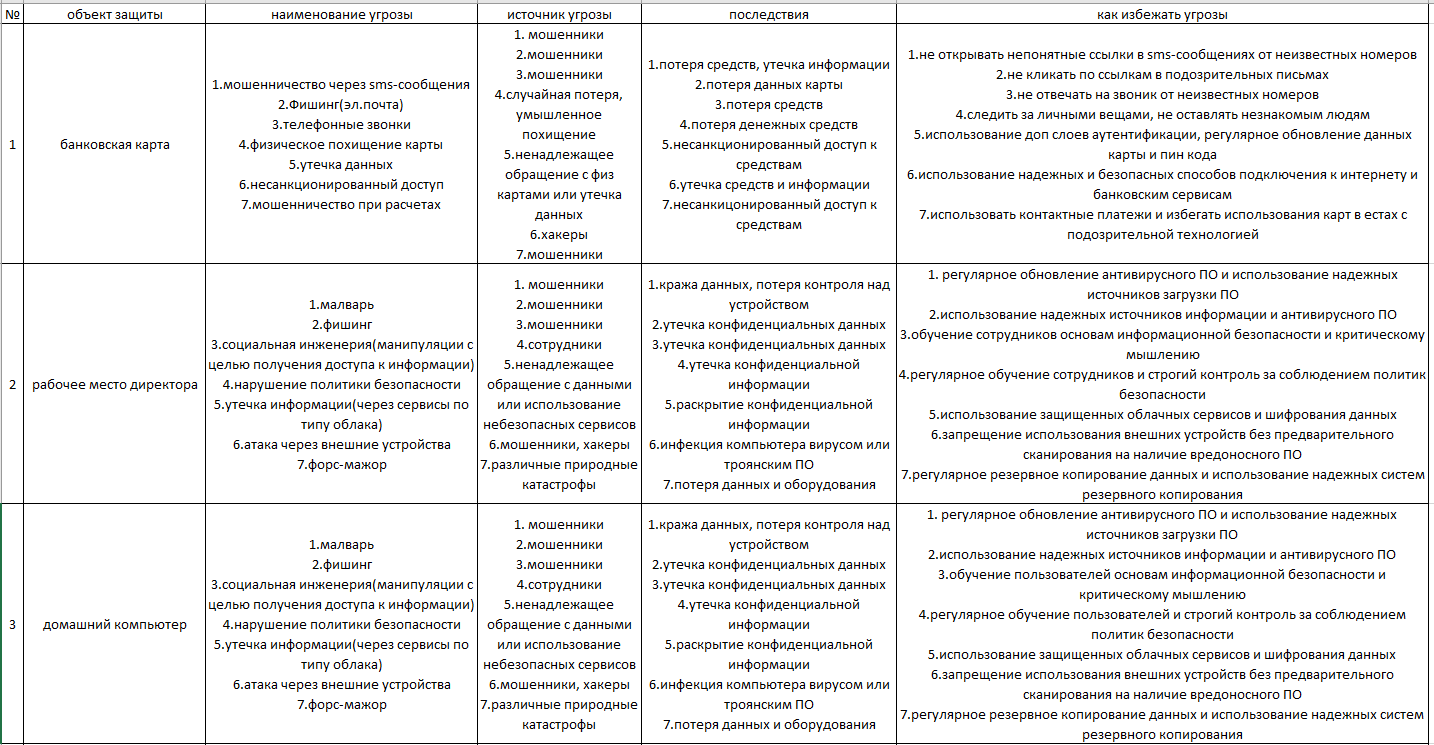 №
объект защиты
наименование угрозы
источник угрозы
последствия
как избежать угрозы
1
банковская карта
1.мошенничество через sms-сообщения
2.Фишинг(эл.почта)
3.телефонные звонки
4.физическое похищение карты
5.утечка данных
6.несанкционированный доступ
7.мошенничество при расчетах
1. мошенники
2.мошенники
3.мошенники
4.случайная потеря,
умышленное
похищение
5.ненадлежащее
обращение с физ
картами или утечка
данных
6.хакеры
7.мошенники
1.потеря средств, утечка информации
2.потеря данных карты
3.потеря средств
4.потеря денежных средств
5.несанкционированный доступ к
средствам
6.утечка средств и информации
7.несанкицонированный доступ к
средствам
1.не открывать непонятные ссылки в sms-сообщениях от неизвестных номеров
2.не кликать по ссылкам в подозрительных письмах
3.не отвечать на звоник от неизвестных номеров
4.следить за личными вещами, не оставлять незнакомым людям
5.использование доп слоев аутентификации, регулярное обновление данных
карты и пин кода
6.использование надежных и безопасных способов подключения к интернету и
банковским сервисам
7.использовать контактные платежи и избегать использования карт в естах с
подозрительной технологией
2
рабочее место директора
1.малварь
2.фишинг
3.социальная инженерия(манипуляции с
целью получения доступа к информации)
4.нарушение политики безопасности
5.утечка информации(через сервисы по
типу облака)
6.атака через внешние устройства
7.форс-мажор
1. мошенники
2.мошенники
3.мошенники
4.сотрудники
5.ненадлежащее
обращение с данными
или использование
небезопасных сервисов
6.мошенники, хакеры
7.различные природные
катастрофы
1.кража данных, потеря контроля над
устройством
2.утечка конфиденциальных данных
3.утечка конфиденциальных данных
4.утечка конфиденциальной
информации
5.раскрытие конфиденциальной
информации
6.инфекция компьютера вирусом или
троянским ПО
7.потеря данных и оборудования
1. регулярное обновление антивирусного ПО и использование надежных
источников загрузки ПО
2.использование надежных источников информации и антивирусного ПО
3.обучение сотрудников основам информационной безопасности и критическому
мышлению
4.регулярное обучение сотрудников и строгий контроль за соблюдением политик
безопасности
5.использование защищенных облачных сервисов и шифрования данных
6.запрещение использования внешних устройств без предварительного
сканирования на наличие вредоносного ПО
7.регулярное резервное копирование данных и использование надежных систем
резервного копирования
3
домашний компьютер
1.малварь
2.фишинг
3.социальная инженерия(манипуляции с
целью получения доступа к информации)
4.нарушение политики безопасности
5.утечка информации(через сервисы по
типу облака)
6.атака через внешние устройства
7.форс-мажор
1. мошенники
2.мошенники
3.мошенники
4.сотрудники
5.ненадлежащее
обращение с данными
или использование
небезопасных сервисов
6.мошенники, хакеры
7.различные природные
катастрофы
1.кража данных, потеря контроля над
устройством
2.утечка конфиденциальных данных
3.утечка конфиденциальных данных
4.утечка конфиденциальной
информации
5.раскрытие конфиденциальной
информации
6.инфекция компьютера вирусом или
троянским ПО
7.потеря данных и оборудования
1. регулярное обновление антивирусного ПО и использование надежных
источников загрузки ПО
2.использование надежных источников информации и антивирусного ПО
3.обучение пользователей основам информационной безопасности и
критическому мышлению
4.регулярное обучение пользователей и строгий контроль за соблюдением
политик безопасности
5.использование защищенных облачных сервисов и шифрования данных
6.запрещение использования внешних устройств без предварительного
сканирования на наличие вредоносного ПО
7.регулярное резервное копирование данных и использование надежных систем
резервного копирования